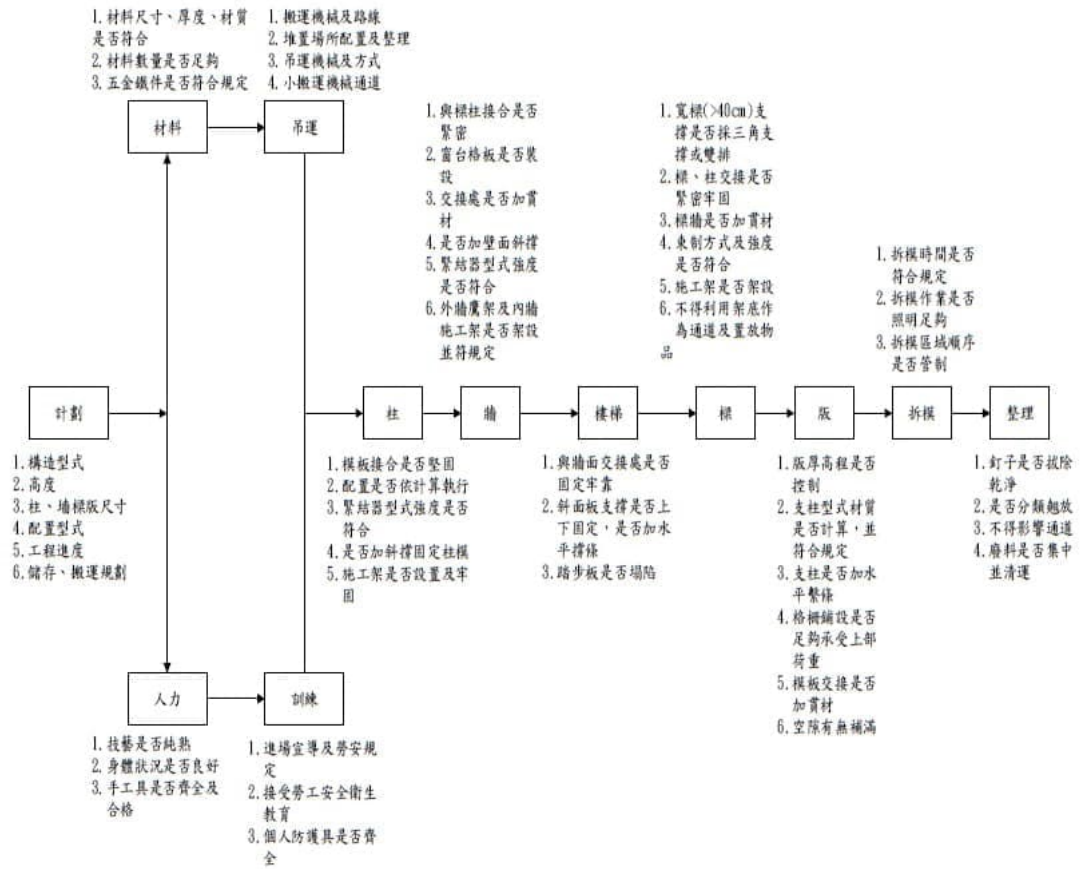 1.材料尺寸、厚度、材質
是否符合
2.材料數量是否足夠
3.五金鐵件是否符合規定
1.搬運機械及路線
2.堆置場所配置及整理
3.吊運機械及方式
4.小搬運機械通道
材料
吊運
1.與樑柱接合是否
緊密
2.窗台格板是否裝
設
3.交接處是否加貫
材
4.是否加壁面斜撐
5.緊結器型式強度
是否符合
6.外牆鷹架及內牆
施工架是否架設
並符規定
1.寬樑(>40cm)支
撐是否採三角支
撐或雙排
2.樑、柱交接是否
緊密牢固
3.樑牆是否加貫材
4.束制方式及強度
是否符合
5.施工架是否架設
6.不得利用架底作
為通道及置放物
品
1.拆模時間是否
符合規定
2.拆模作業是否
照明足夠
3.拆模區域順序
是否管制
計劃
柱
牆
樓梯
樑
版
拆模
整理
1.構造型式
2.高度
3.柱、墻樑版尺寸
4.配置型式
5.工程進度
6.儲存、搬運規劃
1.模板接合是否堅固
2.配置是否依計算執行
3.緊結器型式強度是否
符合
4.是否加斜撐固定柱模
5.施工架是否設置及牢
固
1.與牆面交接處是否
固定牢靠
2.斜面板支撐是否上
下固定，是否加水
平撐條
3.踏步板是否塌陷
1.版厚高程是否
控制
2.支柱型式材質
是否計算，並
符合規定
3.支柱是否加水
平繫條
4.格柵鋪設是否
足夠承受上部
荷重
5.模板交接是否
加貫材
6.空隙有無補滿
1.釘子是否拔除
乾淨
2.是否分類堆放
3.不得影響通道
4.廢料是否集中
並清運
人力
訓練
1.技藝是否純熟
2.身體狀況是否良好
3.手工具是否齊全及
合格
1.進場宣導及勞安規
定
2.接受勞工安全衛生
教育
3.個人防護具是否齊
全